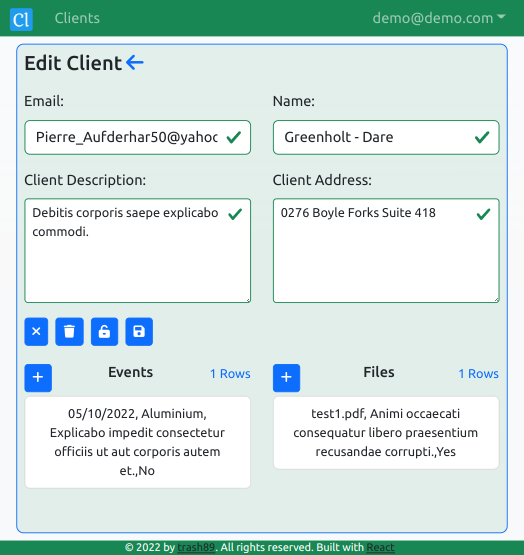 Cl Clients demo@demo.com
Edit Client
Email: Name:
Pierre_Aufderhar50@yahoo Greenholt - Dare
Client Description: Client Address:
Debitis corporis saepe explicabo
commodi.
0276 Boyle Forks Suite 418
+ Events 1 Rows
05/10/2022, Aluminium,
Explicabo impedit consectetur
officiis ut aut corporis autem
et.,No
+ Files 1 Rows
test1.pdf, Animi occaecati
consequatur libero praesentium
recusandae corrupti.,Yes
© 2022 by trash89. All rights reserved. Built with React